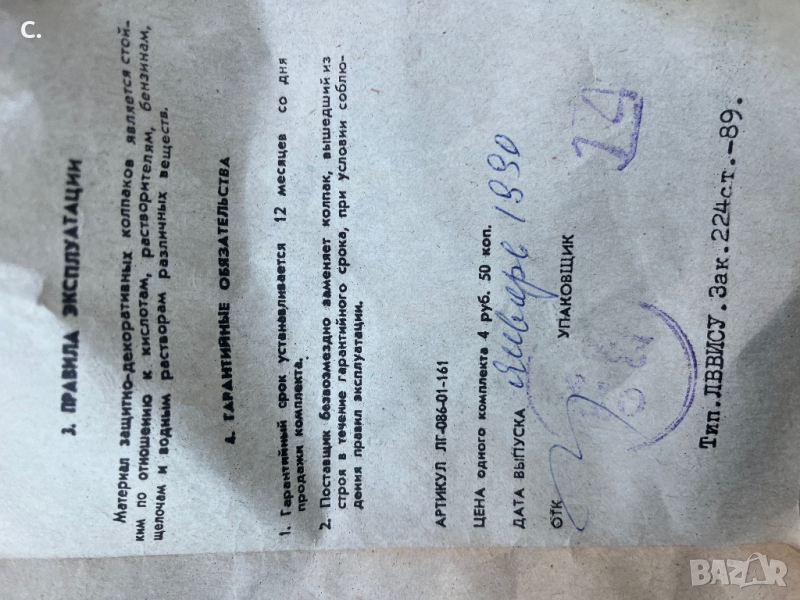 3. ПРАВИЛА ЭКСПЛУАТАЦИИ
Материал защитно-декоративных колпаков является стой-
ким по отношению к кислотам, растворителям, бензинам,
щелочам и водным растворам различных веществ.
4. ГАРАНТИЙНЫЕ ОБЯЗАТЕЛЬСТВА
1. Гарантийный срок устанавливается 12 месяцев со дня
продажи комплекта.
2. Поставщик безвозмездно заменяет колпак, вышедший из
строя в течение гарантийного срока, при условии соблю-
дения правил эксплуатации.
АРТИКУЛ ЛГ-086-01-161
ЦЕНА одного комплекта 4 руб. 50 коп.
ДАТА ВЫПУСКА январь 1990
ОТК УПАКОВЩИК 14
Тип.ЛВВИСУ.Зак.224ст.-89.
C.
BAZAR